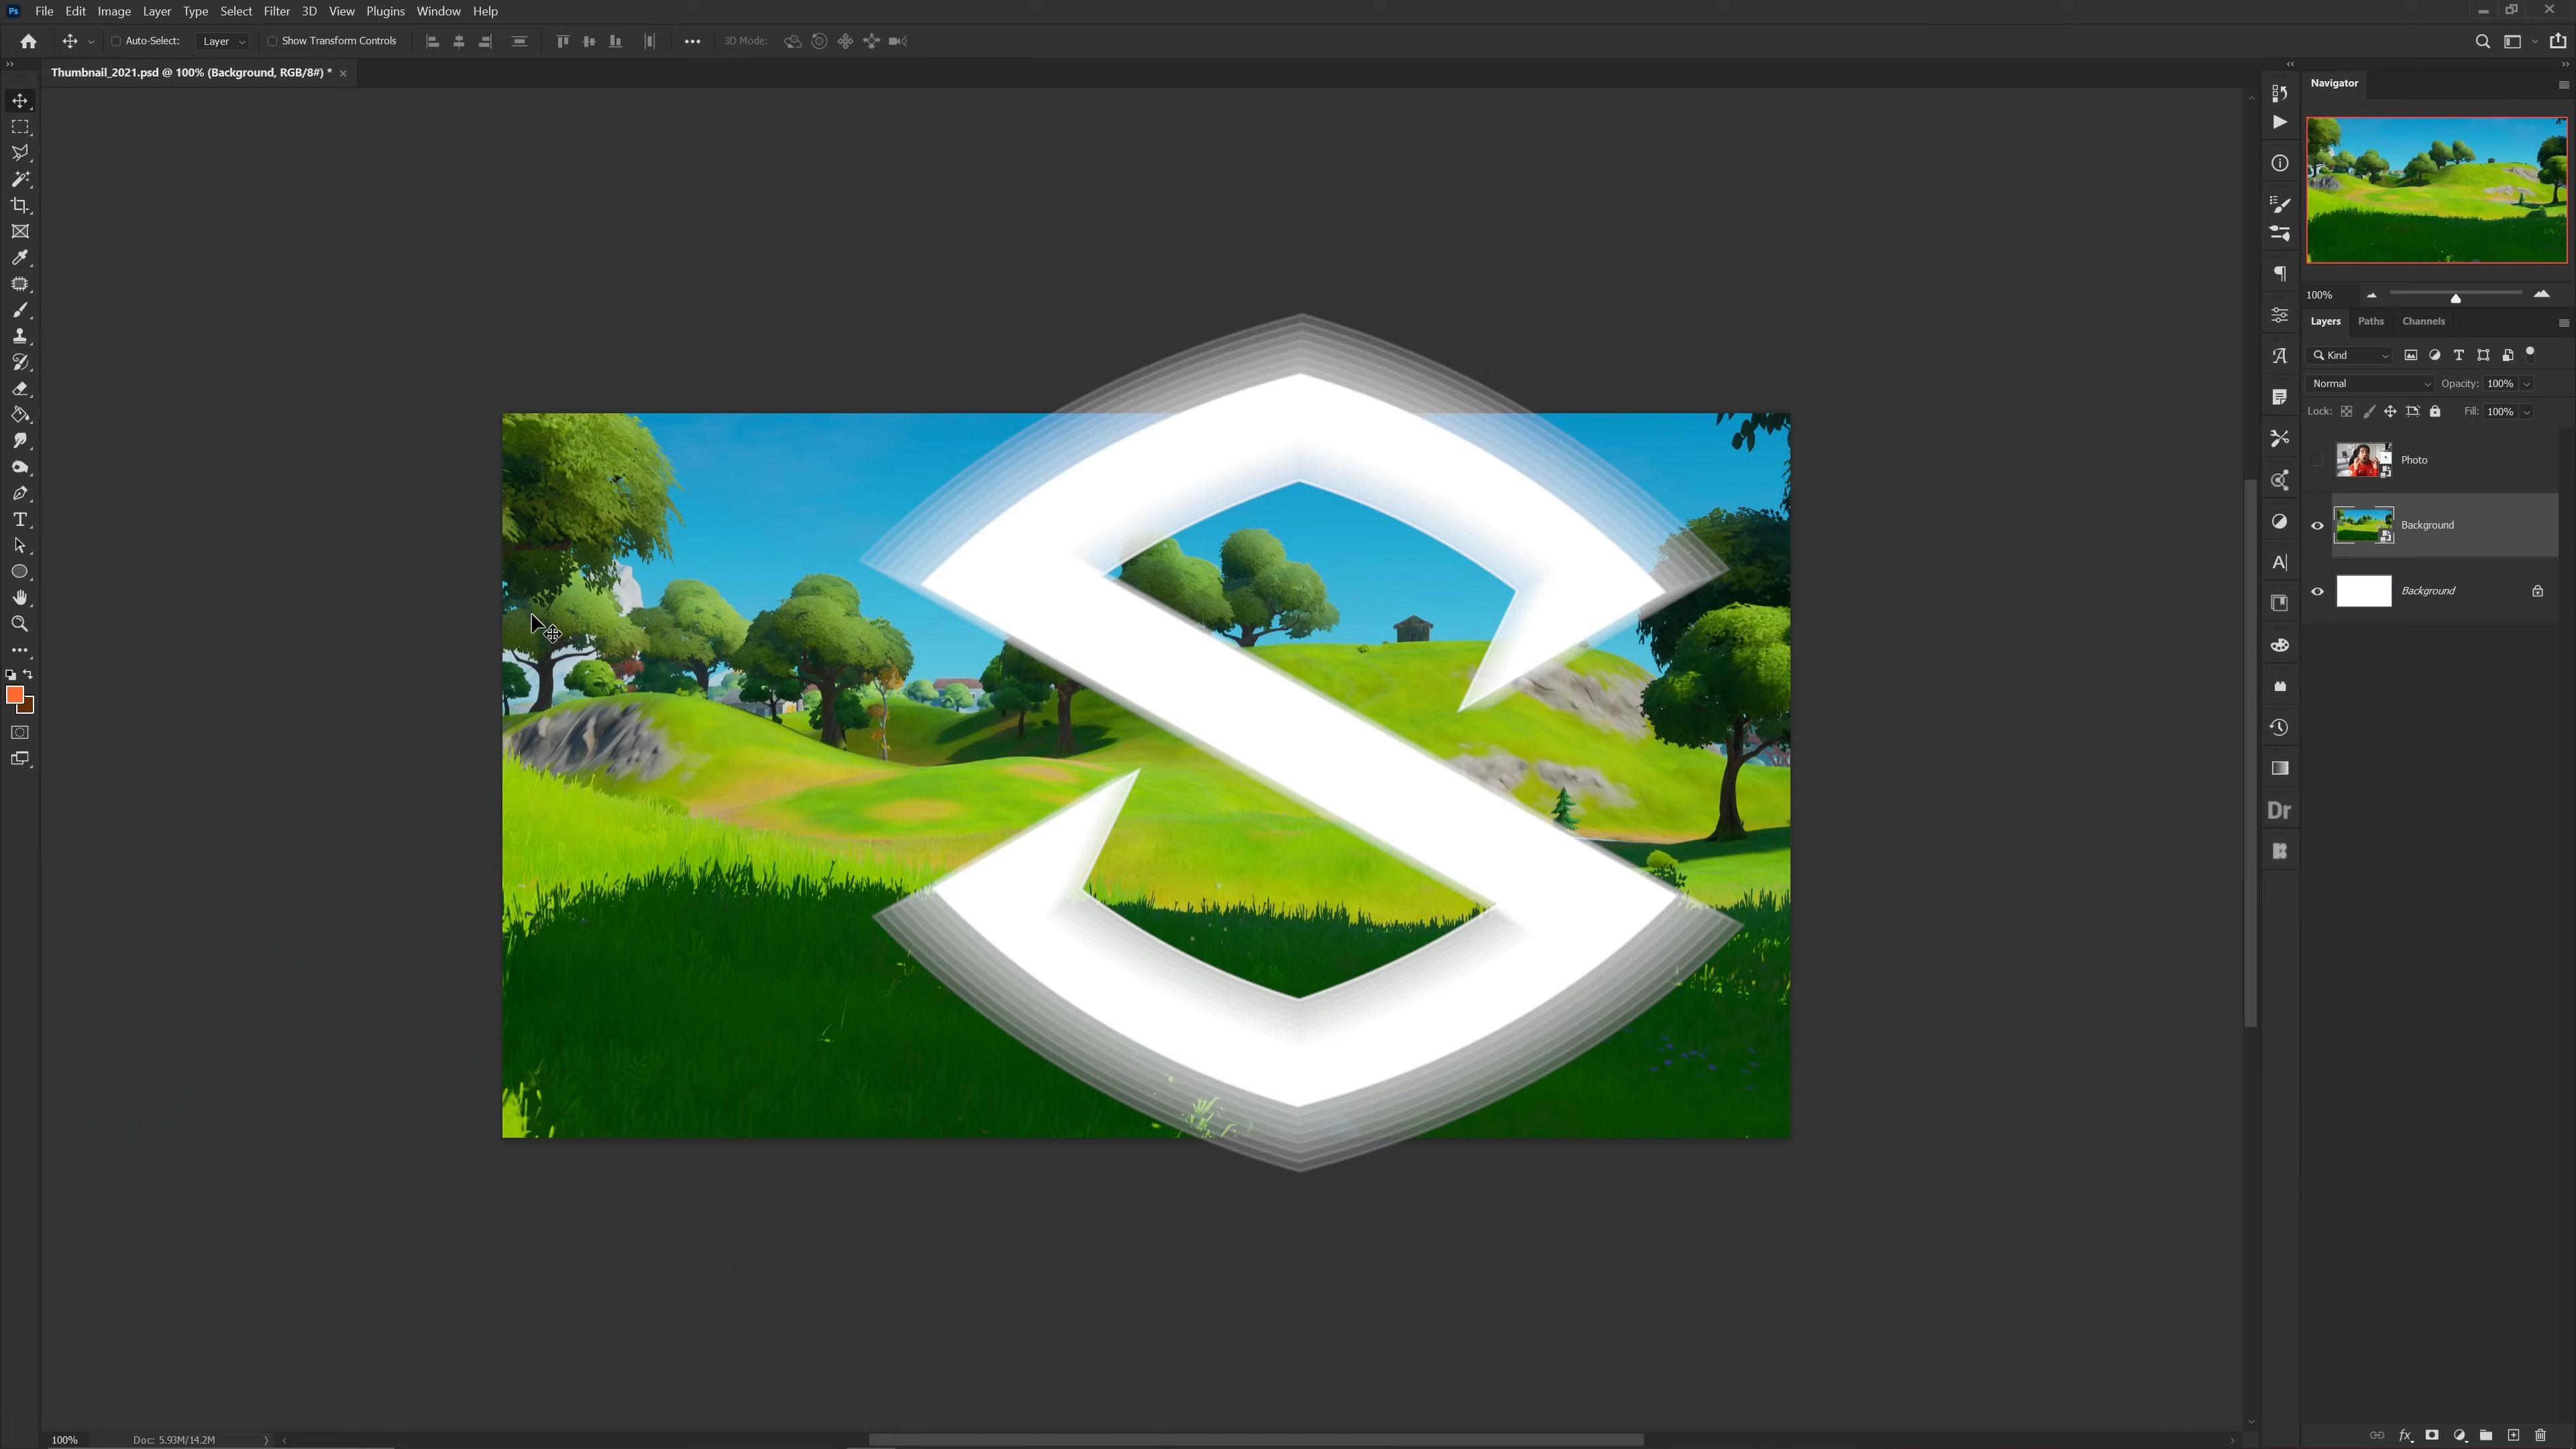 Ps File Edit Image Layer Type Select Filter 3D View Plugins Window Help
Auto-Select: Layer Show Transform Controls 3D Mode:
Thumbnail_2021.psd @ 100% (Background, RGB/8#) *
Navigator
100%
Layers Paths Channels
Kind
Normal Opacity: 100%
Lock: Fill: 100%
Photo
Background
Background
Dr
100% Doc: 5.93M/14.2M